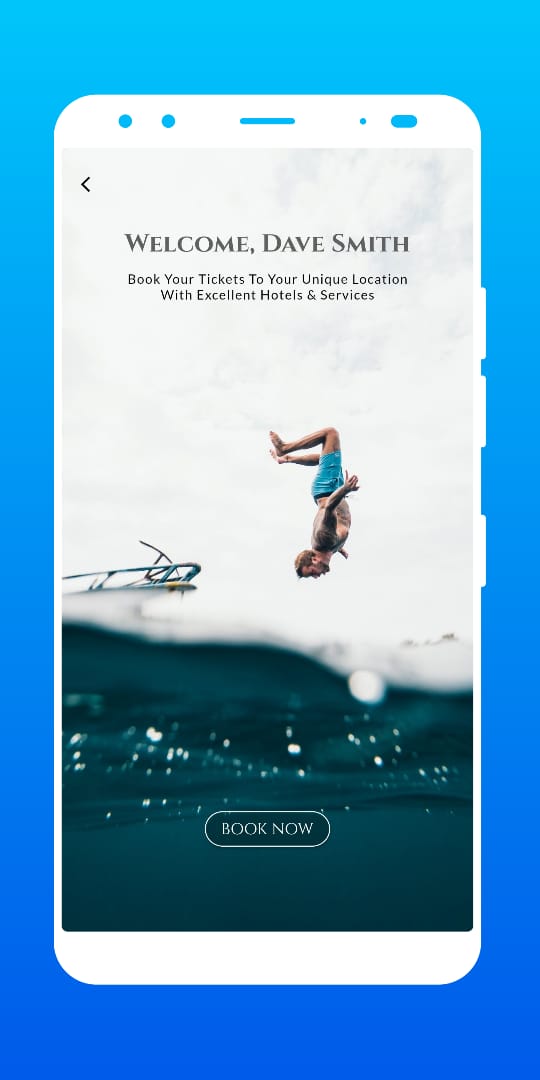 Welcome, Dave Smith
Book Your Tickets To Your Unique Location
With Excellent Hotels & Services
BOOK NOW